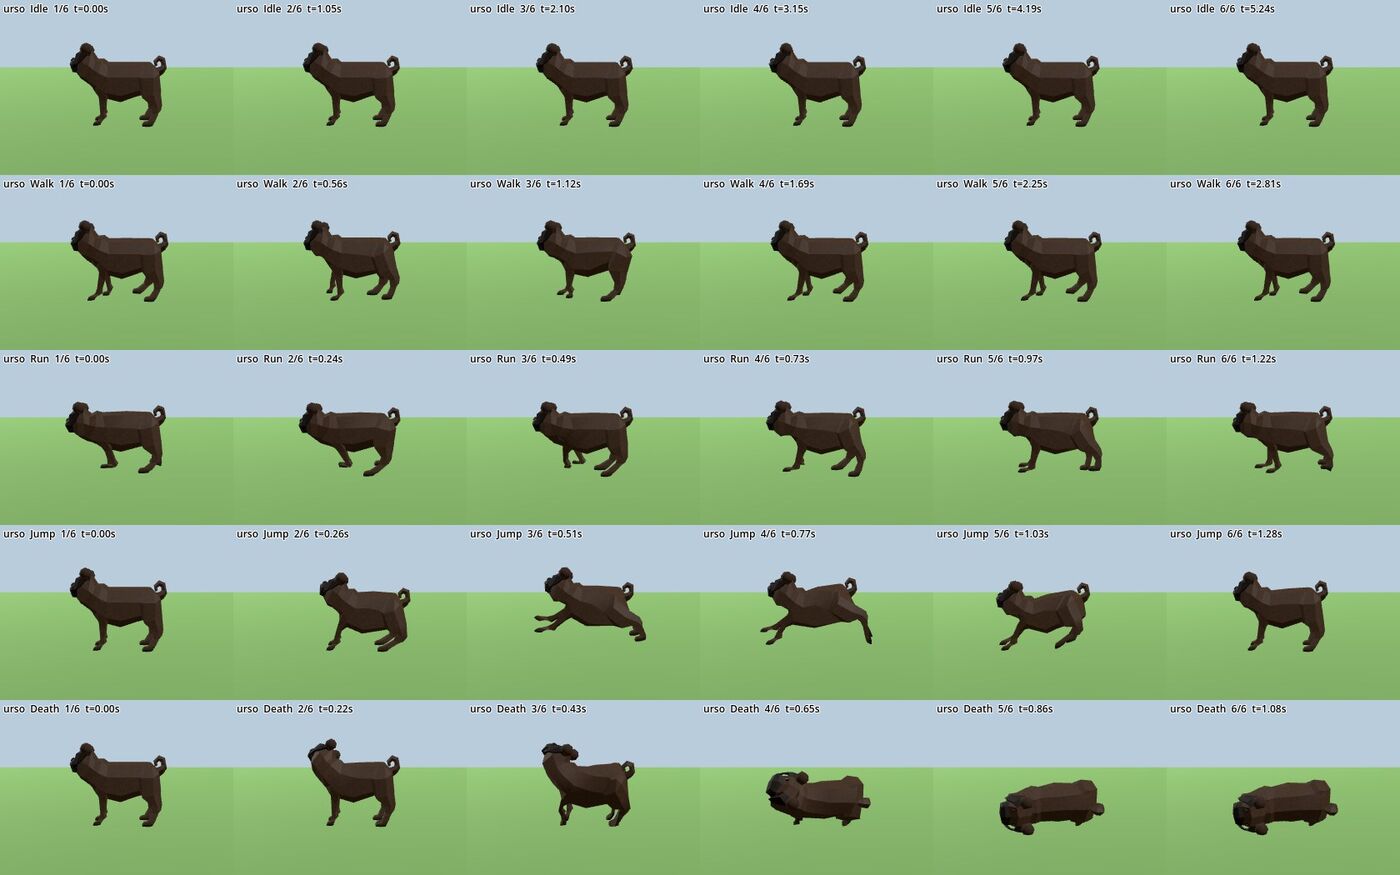 urso Idle 1/6 t=0.00s
urso Idle 2/6 t=1.05s
urso Idle 3/6 t=2.10s
urso Idle 4/6 t=3.15s
urso Idle 5/6 t=4.19s
urso Idle 6/6 t=5.24s
urso Walk 1/6 t=0.00s
urso Walk 2/6 t=0.56s
urso Walk 3/6 t=1.12s
urso Walk 4/6 t=1.69s
urso Walk 5/6 t=2.25s
urso Walk 6/6 t=2.81s
urso Run 1/6 t=0.00s
urso Run 2/6 t=0.24s
urso Run 3/6 t=0.49s
urso Run 4/6 t=0.73s
urso Run 5/6 t=0.97s
urso Run 6/6 t=1.22s
urso Jump 1/6 t=0.00s
urso Jump 2/6 t=0.26s
urso Jump 3/6 t=0.51s
urso Jump 4/6 t=0.77s
urso Jump 5/6 t=1.03s
urso Jump 6/6 t=1.28s
urso Death 1/6 t=0.00s
urso Death 2/6 t=0.22s
urso Death 3/6 t=0.43s
urso Death 4/6 t=0.65s
urso Death 5/6 t=0.86s
urso Death 6/6 t=1.08s